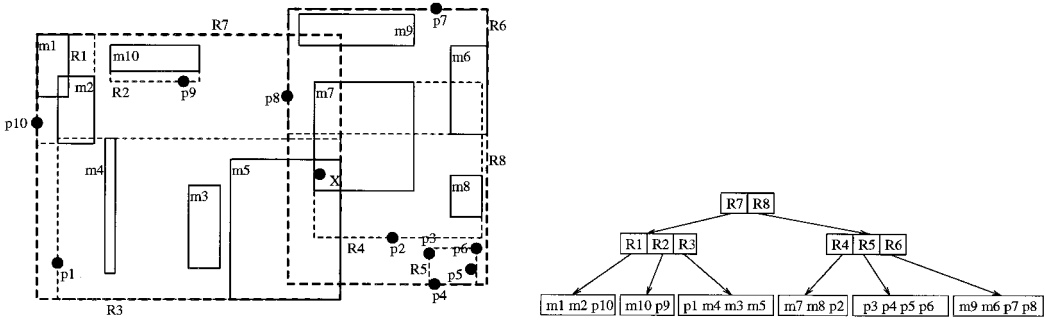 R7
p7
R6
m1
R1
m10
m9
m6
m2
R2
p9
p8
m7
p10
m4
m5
R8
X
m3
m8
R4
p2
p3
p6
p1
R5
p5
p4
R3
R7 R8
R1 R2 R3
R4 R5 R6
m1 m2 p10
m10 p9
p1 m4 m3 m5
m7 m8 p2
p3 p4 p5 p6
m9 m6 p7 p8